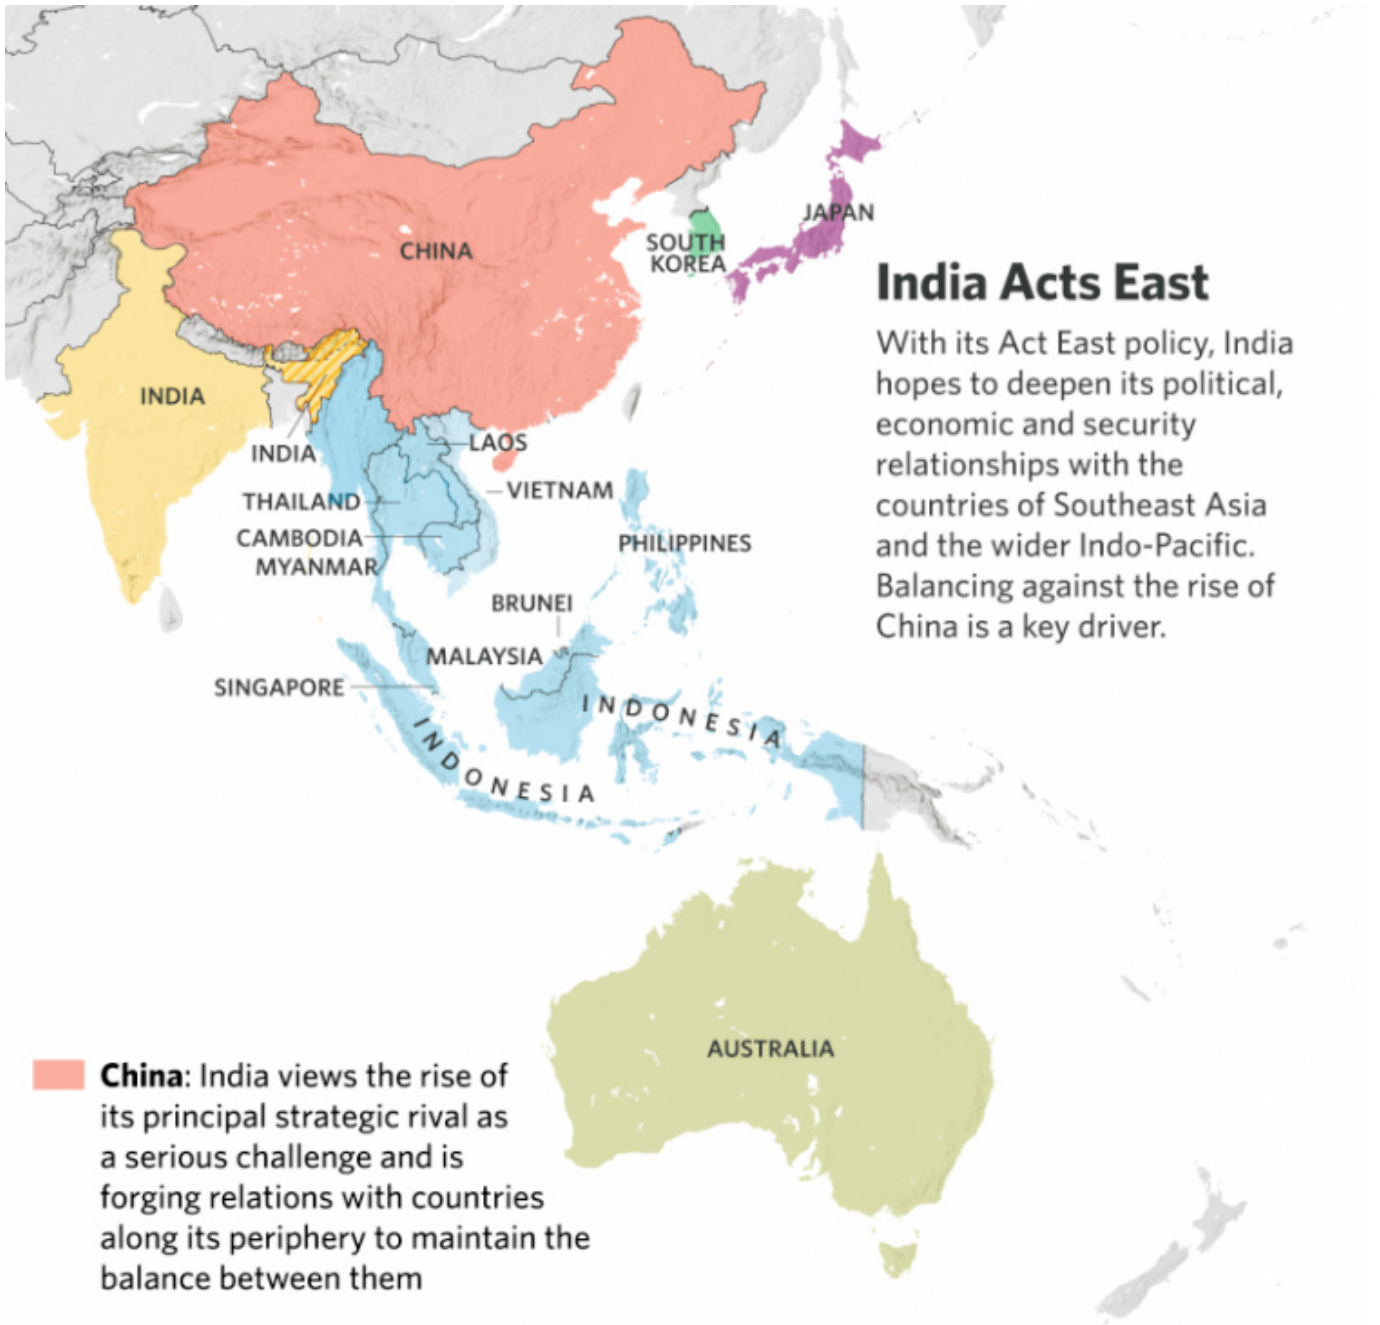 CHINA
JAPAN
SOUTH
KOREA
India Acts East
With its Act East policy, India
hopes to deepen its political,
economic and security
relationships with the
countries of Southeast Asia
and the wider Indo-Pacific.
Balancing against the rise of
China is a key driver.
INDIA
INDIA
LAOS
THAILAND
VIETNAM
CAMBODIA
MYANMAR
PHILIPPINES
BRUNEI
MALAYSIA
SINGAPORE
INDONESIA
INDONESIA
AUSTRALIA
China: India views the rise of
its principal strategic rival as
a serious challenge and is
forging relations with countries
along its periphery to maintain the
balance between them